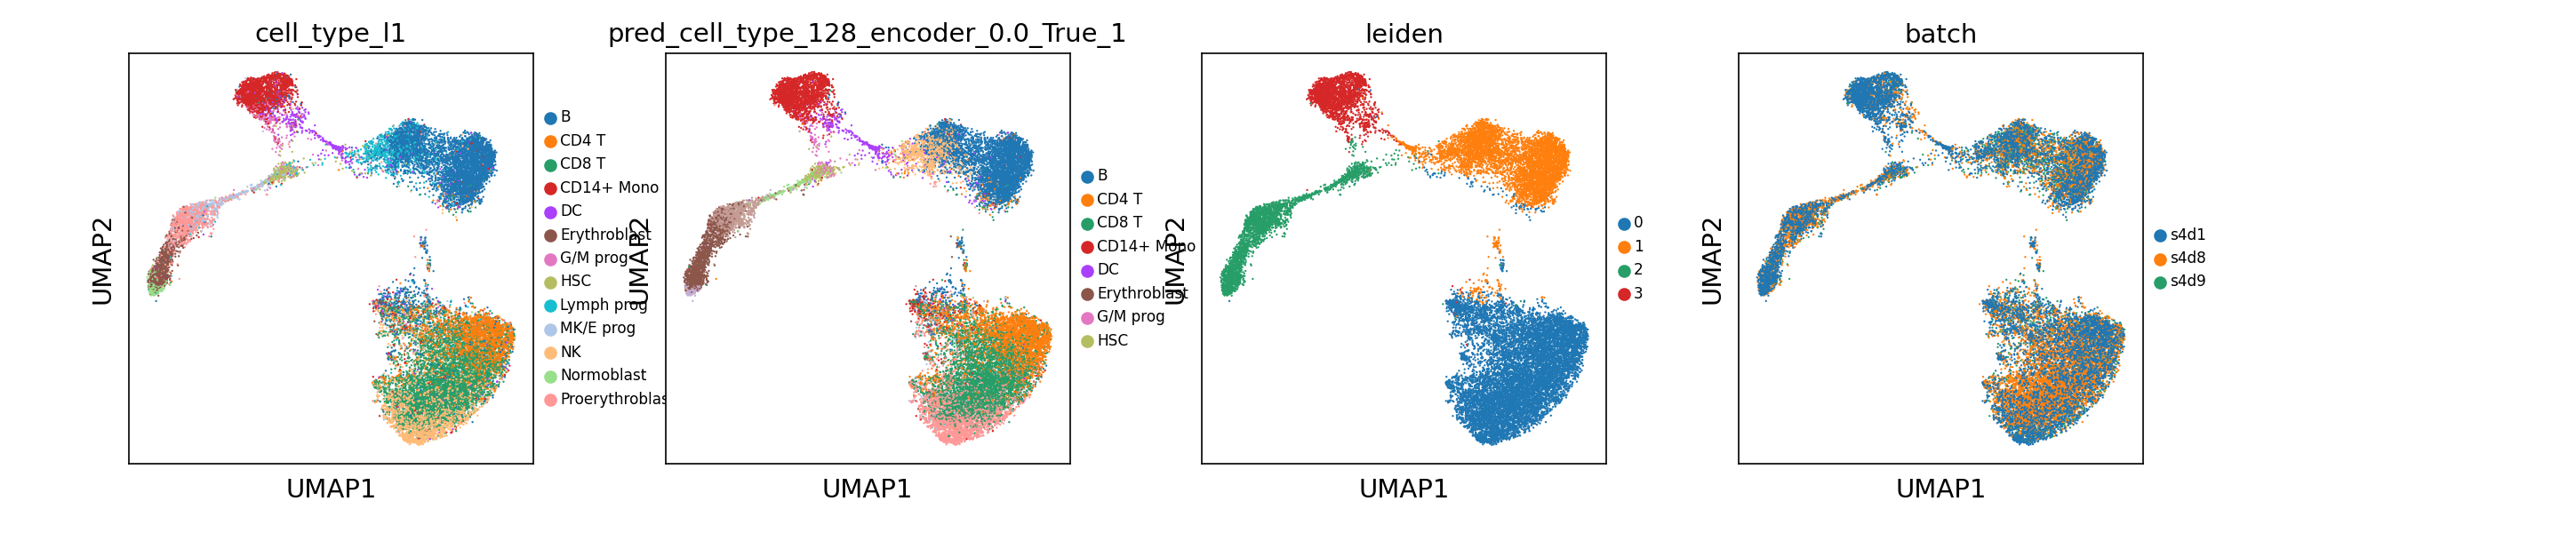 cell_type_l1
UMAP2
UMAP1
B
CD4 T
CD8 T
CD14+ Mono
DC
Erythroblast
G/M prog
HSC
Lymph prog
MK/E prog
NK
Normoblast
Proerythroblas
pred_cell_type_128_encoder_0.0_True_1
UMAP2
UMAP1
B
CD4 T
CD8 T
CD14+ Mono
DC
Erythroblast
G/M prog
HSC
leiden
UMAP2
UMAP1
0
1
2
3
batch
UMAP2
UMAP1
s4d1
s4d8
s4d9